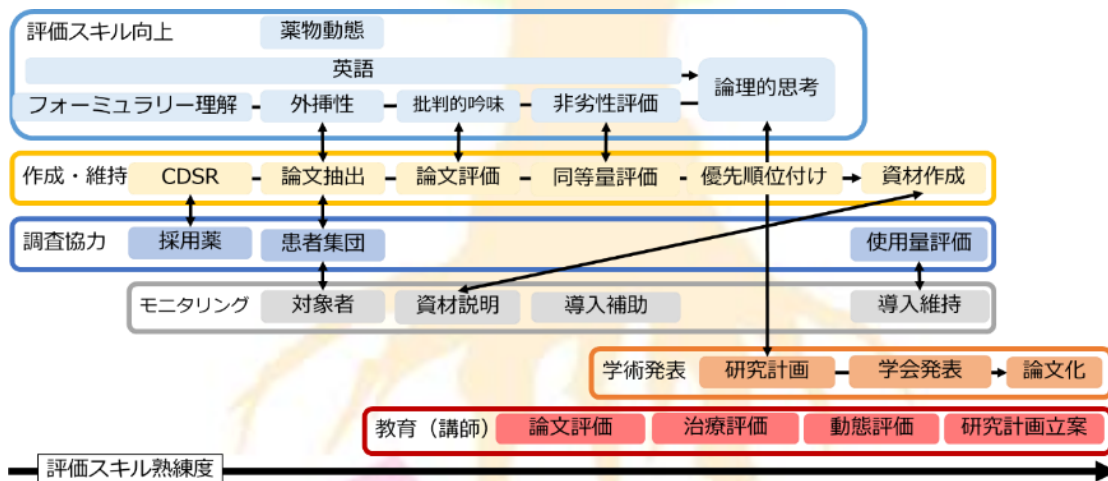 評価スキル向上
薬物動態
英語
論理的思考
フォーミュラリー理解
外挿性
批判的吟味
非劣性評価
作成・維持
CDSR
論文抽出
論文評価
同等量評価
優先順位付け
資材作成
調査協力
採用薬
患者集団
使用量評価
モニタリング
対象者
資材説明
導入補助
導入維持
学術発表
研究計画
学会発表
論文化
教育（講師）
論文評価
治療評価
動態評価
研究計画立案
評価スキル熟練度